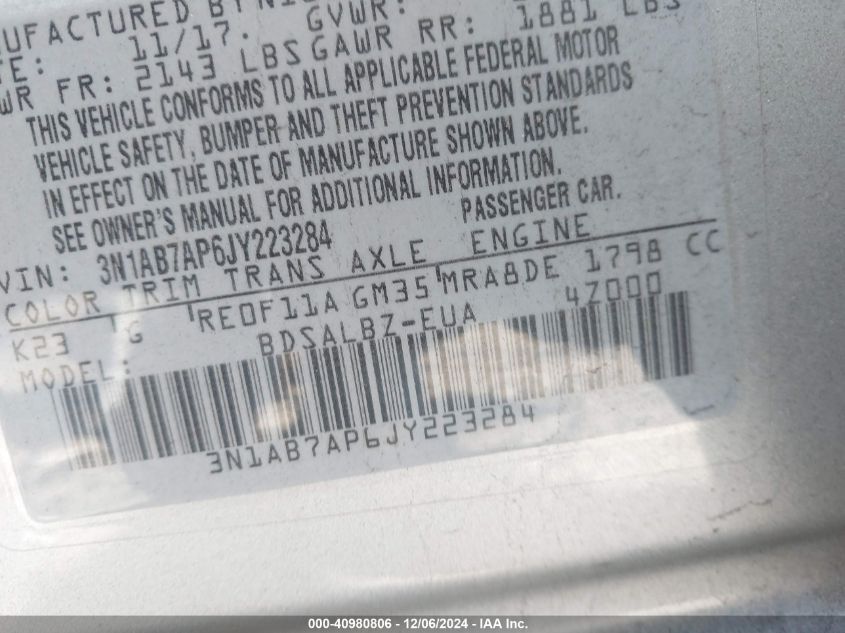 UFACTURED BY NIS
TE: 11/17. GVWR:
WR FR: 2143 LBS GAWR RR: 1881 LBS
THIS VEHICLE CONFORMS TO ALL APPLICABLE FEDERAL MOTOR
VEHICLE SAFETY, BUMPER AND THEFT PREVENTION STANDARDS
IN EFFECT ON THE DATE OF MANUFACTURE SHOWN ABOVE.
SEE OWNER'S MANUAL FOR ADDITIONAL INFORMATION.
VIN: 3N1AB7AP6JY223284 PASSENGER CAR.
COLOR TRIM TRANS AXLE ENGINE
K23 G RE0F11A GM35 MRA8DE 1798 CC
MODEL: BDSALBZ-EUA 4Z000
3N1AB7AP6JY223284
000-40980806 - 12/06/2024 - IAA Inc.